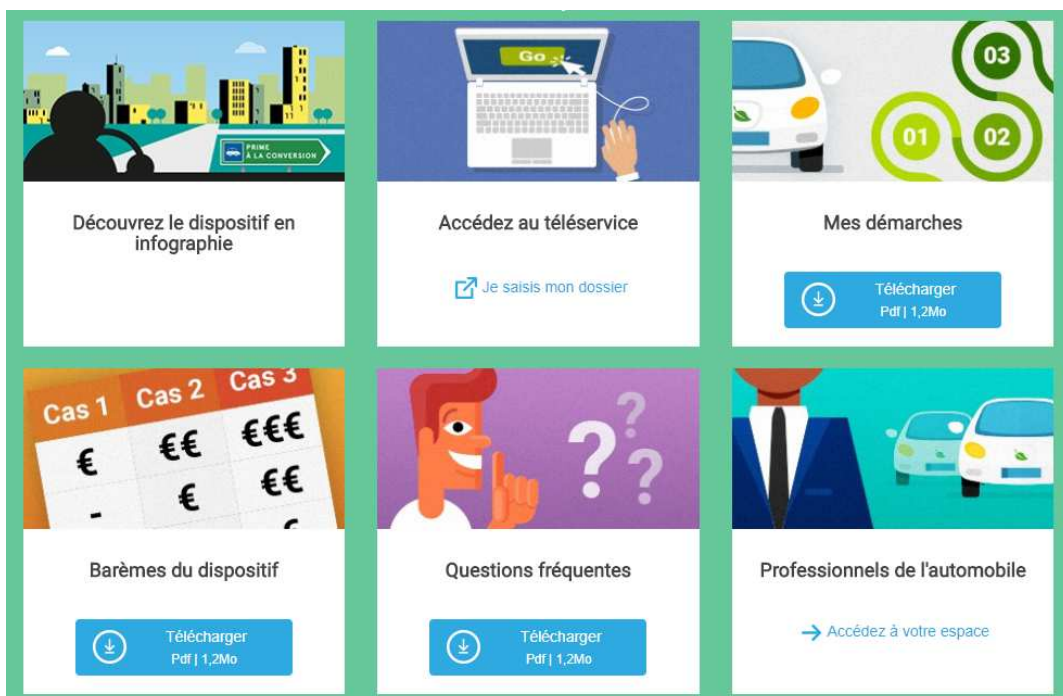 Go
03
01
02
PRIME
À LA CONVERSION
Découvrez le dispositif en
infographie
Accédez au téléservice
Je saisis mon dossier
Mes démarches
Télécharger
Pdf | 1,2Mo
Cas 1 Cas 2 Cas 3
€ €€ €€€
- € €€
€
? ? ?
Barèmes du dispositif
Télécharger
Pdf | 1,2Mo
Questions fréquentes
Télécharger
Pdf | 1,2Mo
Professionnels de l'automobile
Accédez à votre espace